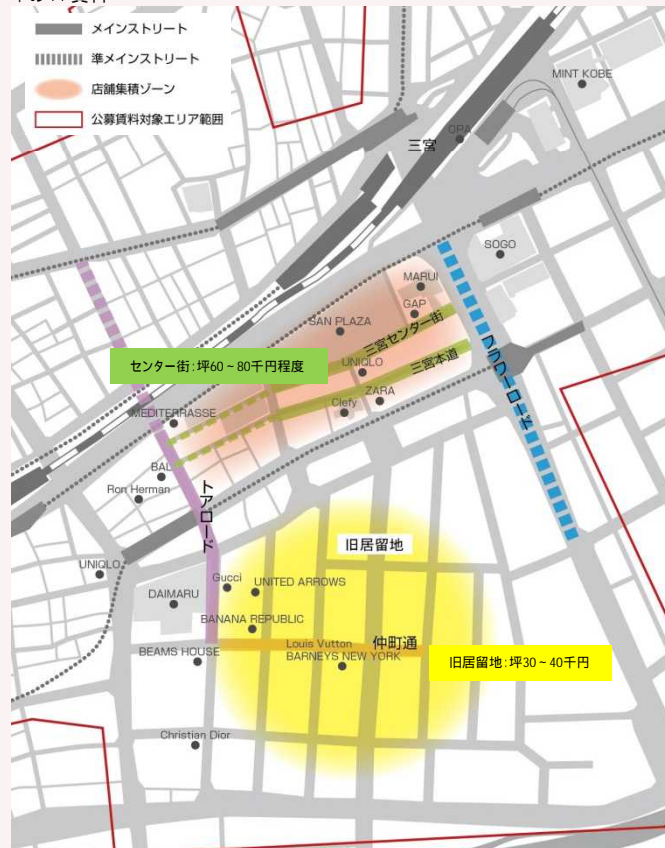 メインストリート
準メインストリート
店舗集積ゾーン
公募賃料対象エリア範囲
MINT KOBE
OPA
三宮
SOGO
MARUI
GAP
SAN PLAZA
三宮センター街
フラワーロード
センター街:坪60~80千円程度
UNIQLO
三宮本道
ZARA
Clefy
MEDITERRASE
BAL
Ron Herman
トアロード
旧居留地
UNIQLO
Gucci
UNITED ARROWS
DAIMARU
BANANA REPUBLIC
Louis Vutton
仲町通
BARNEYS NEW YORK
BEAMS HOUSE
旧居留地:坪30~40千円
Christian Dior